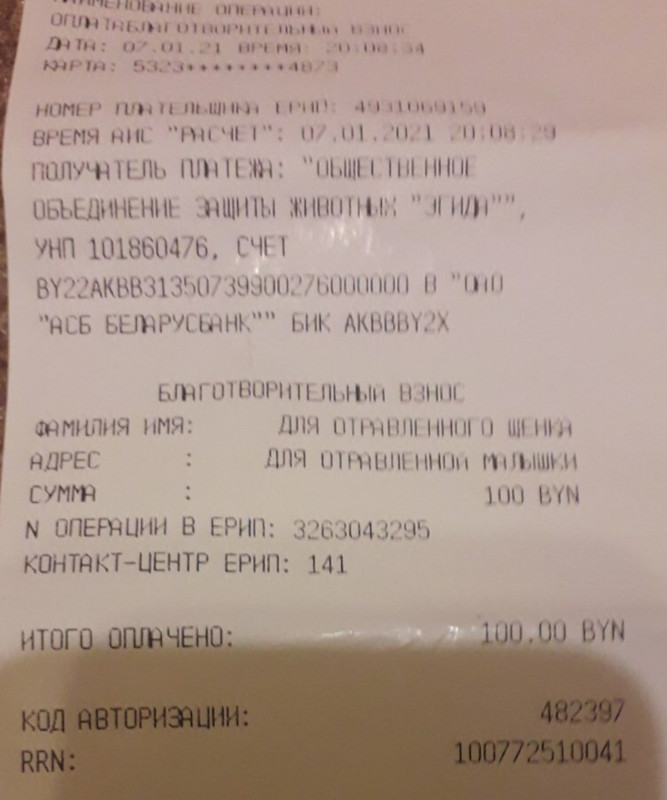 НАИМЕНОВАНИЕ ОПЕРАЦИИ:
ОПЛАТАБЛАГОТВОРИТЕЛЬНЫЙ ВЗНОС
ДАТА: 07.01.21 ВРЕМЯ: 20:08:34
КАРТА: 5323********4873
НОМЕР ПЛАТЕЛЬЩИКА ЕРИП: 4931069159
ВРЕМЯ АИС "РАСЧЕТ": 07.01.2021 20:08:29
ПОЛУЧАТЕЛЬ ПЛАТЕЖА: "ОБЩЕСТВЕННОЕ
ОБЪЕДИНЕНИЕ ЗАЩИТЫ ЖИВОТНЫХ "ЭГИДА"",
УНП 101860476, СЧЕТ
BY22AKBB31350739900276000000 В "ОАО
"АСБ БЕЛАРУСБАНК"" БИК AKBBBY2X
БЛАГОТВОРИТЕЛЬНЫЙ ВЗНОС
ФАМИЛИЯ ИМЯ: ДЛЯ ОТРАВЛЕННОГО ЩЕНКА
АДРЕС : ДЛЯ ОТРАВЛЕННОЙ МАЛЫШКИ
СУММА : 100 BYN
N ОПЕРАЦИИ В ЕРИП: 3263043295
КОНТАКТ-ЦЕНТР ЕРИП: 141
ИТОГО ОПЛАЧЕНО: 100.00 BYN
КОД АВТОРИЗАЦИИ: 482397
RRN: 100772510041